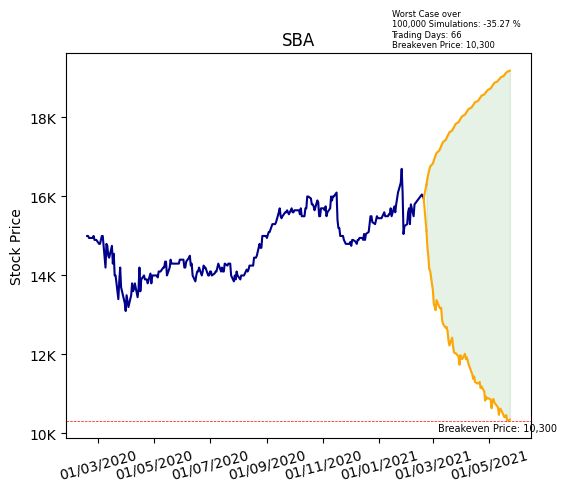 Worst Case over
100,000 Simulations: -35.27 %
Trading Days: 66
Breakeven Price: 10,300
SBA
Stock Price
18K
16K
14K
12K
10K
Breakeven Price: 10,300
01/03/2020
01/05/2020
01/07/2020
01/09/2020
01/11/2020
01/01/2021
01/03/2021
01/05/2021